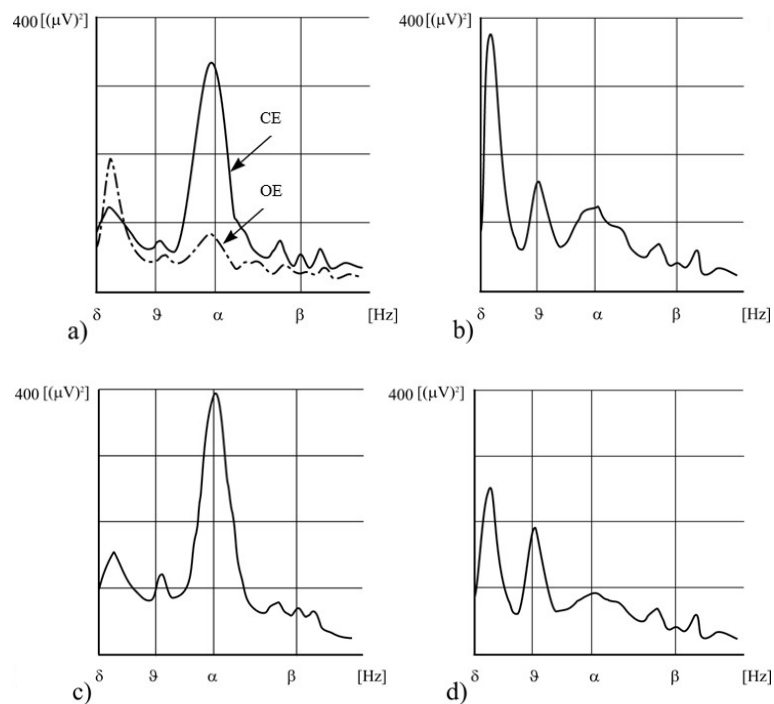 400 [(μV)²]
CE
OE
δ ϑ α β [Hz]
a)
400 [(μV)²]
δ ϑ α β [Hz]
b)
400 [(μV)²]
δ ϑ α β [Hz]
c)
400 [(μV)²]
δ ϑ α β [Hz]
d)